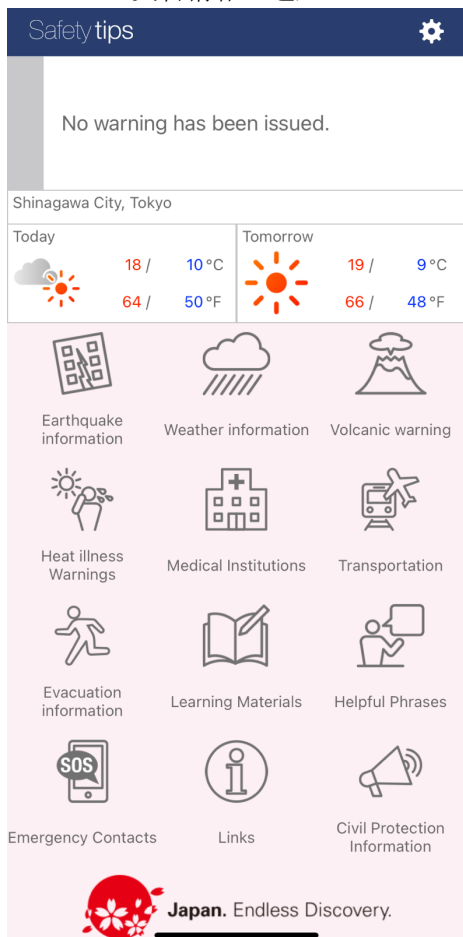 Safety tips
No warning has been issued.
Shinagawa City, Tokyo
Today
18 / 10 °C
64 / 50 °F
Tomorrow
19 / 9 °C
66 / 48 °F
Earthquake
information
Weather information
Volcanic warning
Heat illness
Warnings
Medical Institutions
Transportation
Evacuation
information
Learning Materials
Helpful Phrases
SOS
Emergency Contacts
Links
Civil Protection
Information
Japan. Endless Discovery.